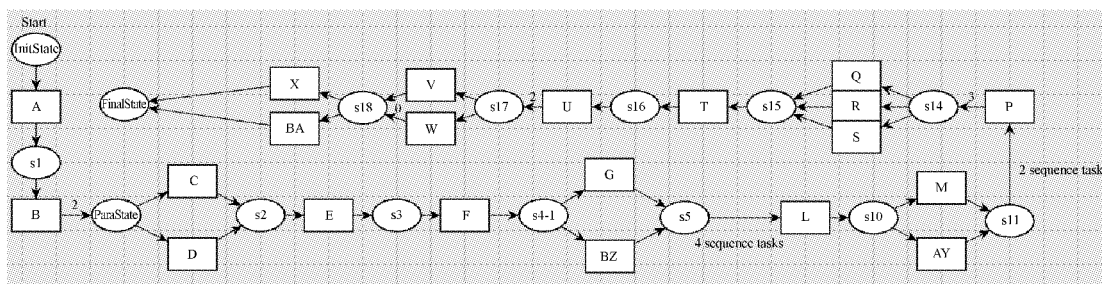 Start
InitState
A
s1
B
2
ParaState
C
D
s2
E
s3
F
s4-1
G
BZ
s5
4 sequence tasks
L
s10
M
AY
s11
2 sequence task
P
3
s14
Q
R
S
s15
T
s16
U
2
s17
V
W
0
s18
X
BA
FinalState